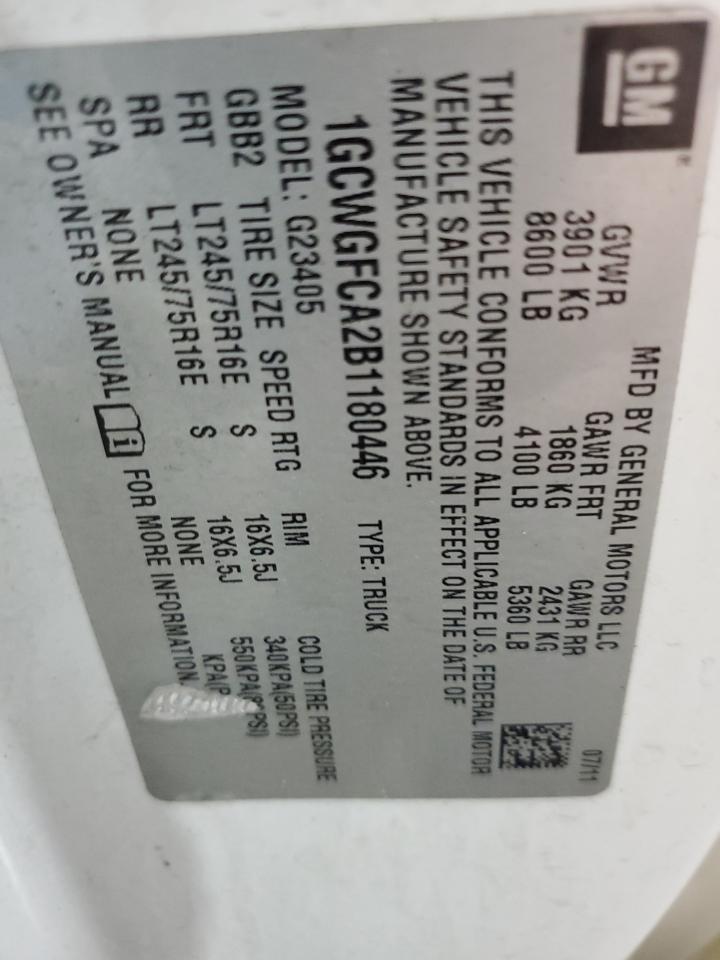 GM®
MFD BY GENERAL MOTORS LLC 07/11
GVWR GAWR FRT GAWR RR
3901 KG 1860 KG 2431 KG
8600 LB 4100 LB 5360 LB
THIS VEHICLE CONFORMS TO ALL APPLICABLE U.S. FEDERAL MOTOR
VEHICLE SAFETY STANDARDS IN EFFECT ON THE DATE OF
MANUFACTURE SHOWN ABOVE.
1GCWGFCA2B1180446 TYPE: TRUCK
MODEL: G23405
GBB2 TIRE SIZE SPEED RTG RIM COLD TIRE PRESSURE
FRT LT245/75R16E S 16X6.5J 340KPA(50PSI)
RR LT245/75R16E S 16X6.5J 550KPA( PSI)
SPA NONE NONE KPA(
SEE OWNER'S MANUAL i FOR MORE INFORMATION.